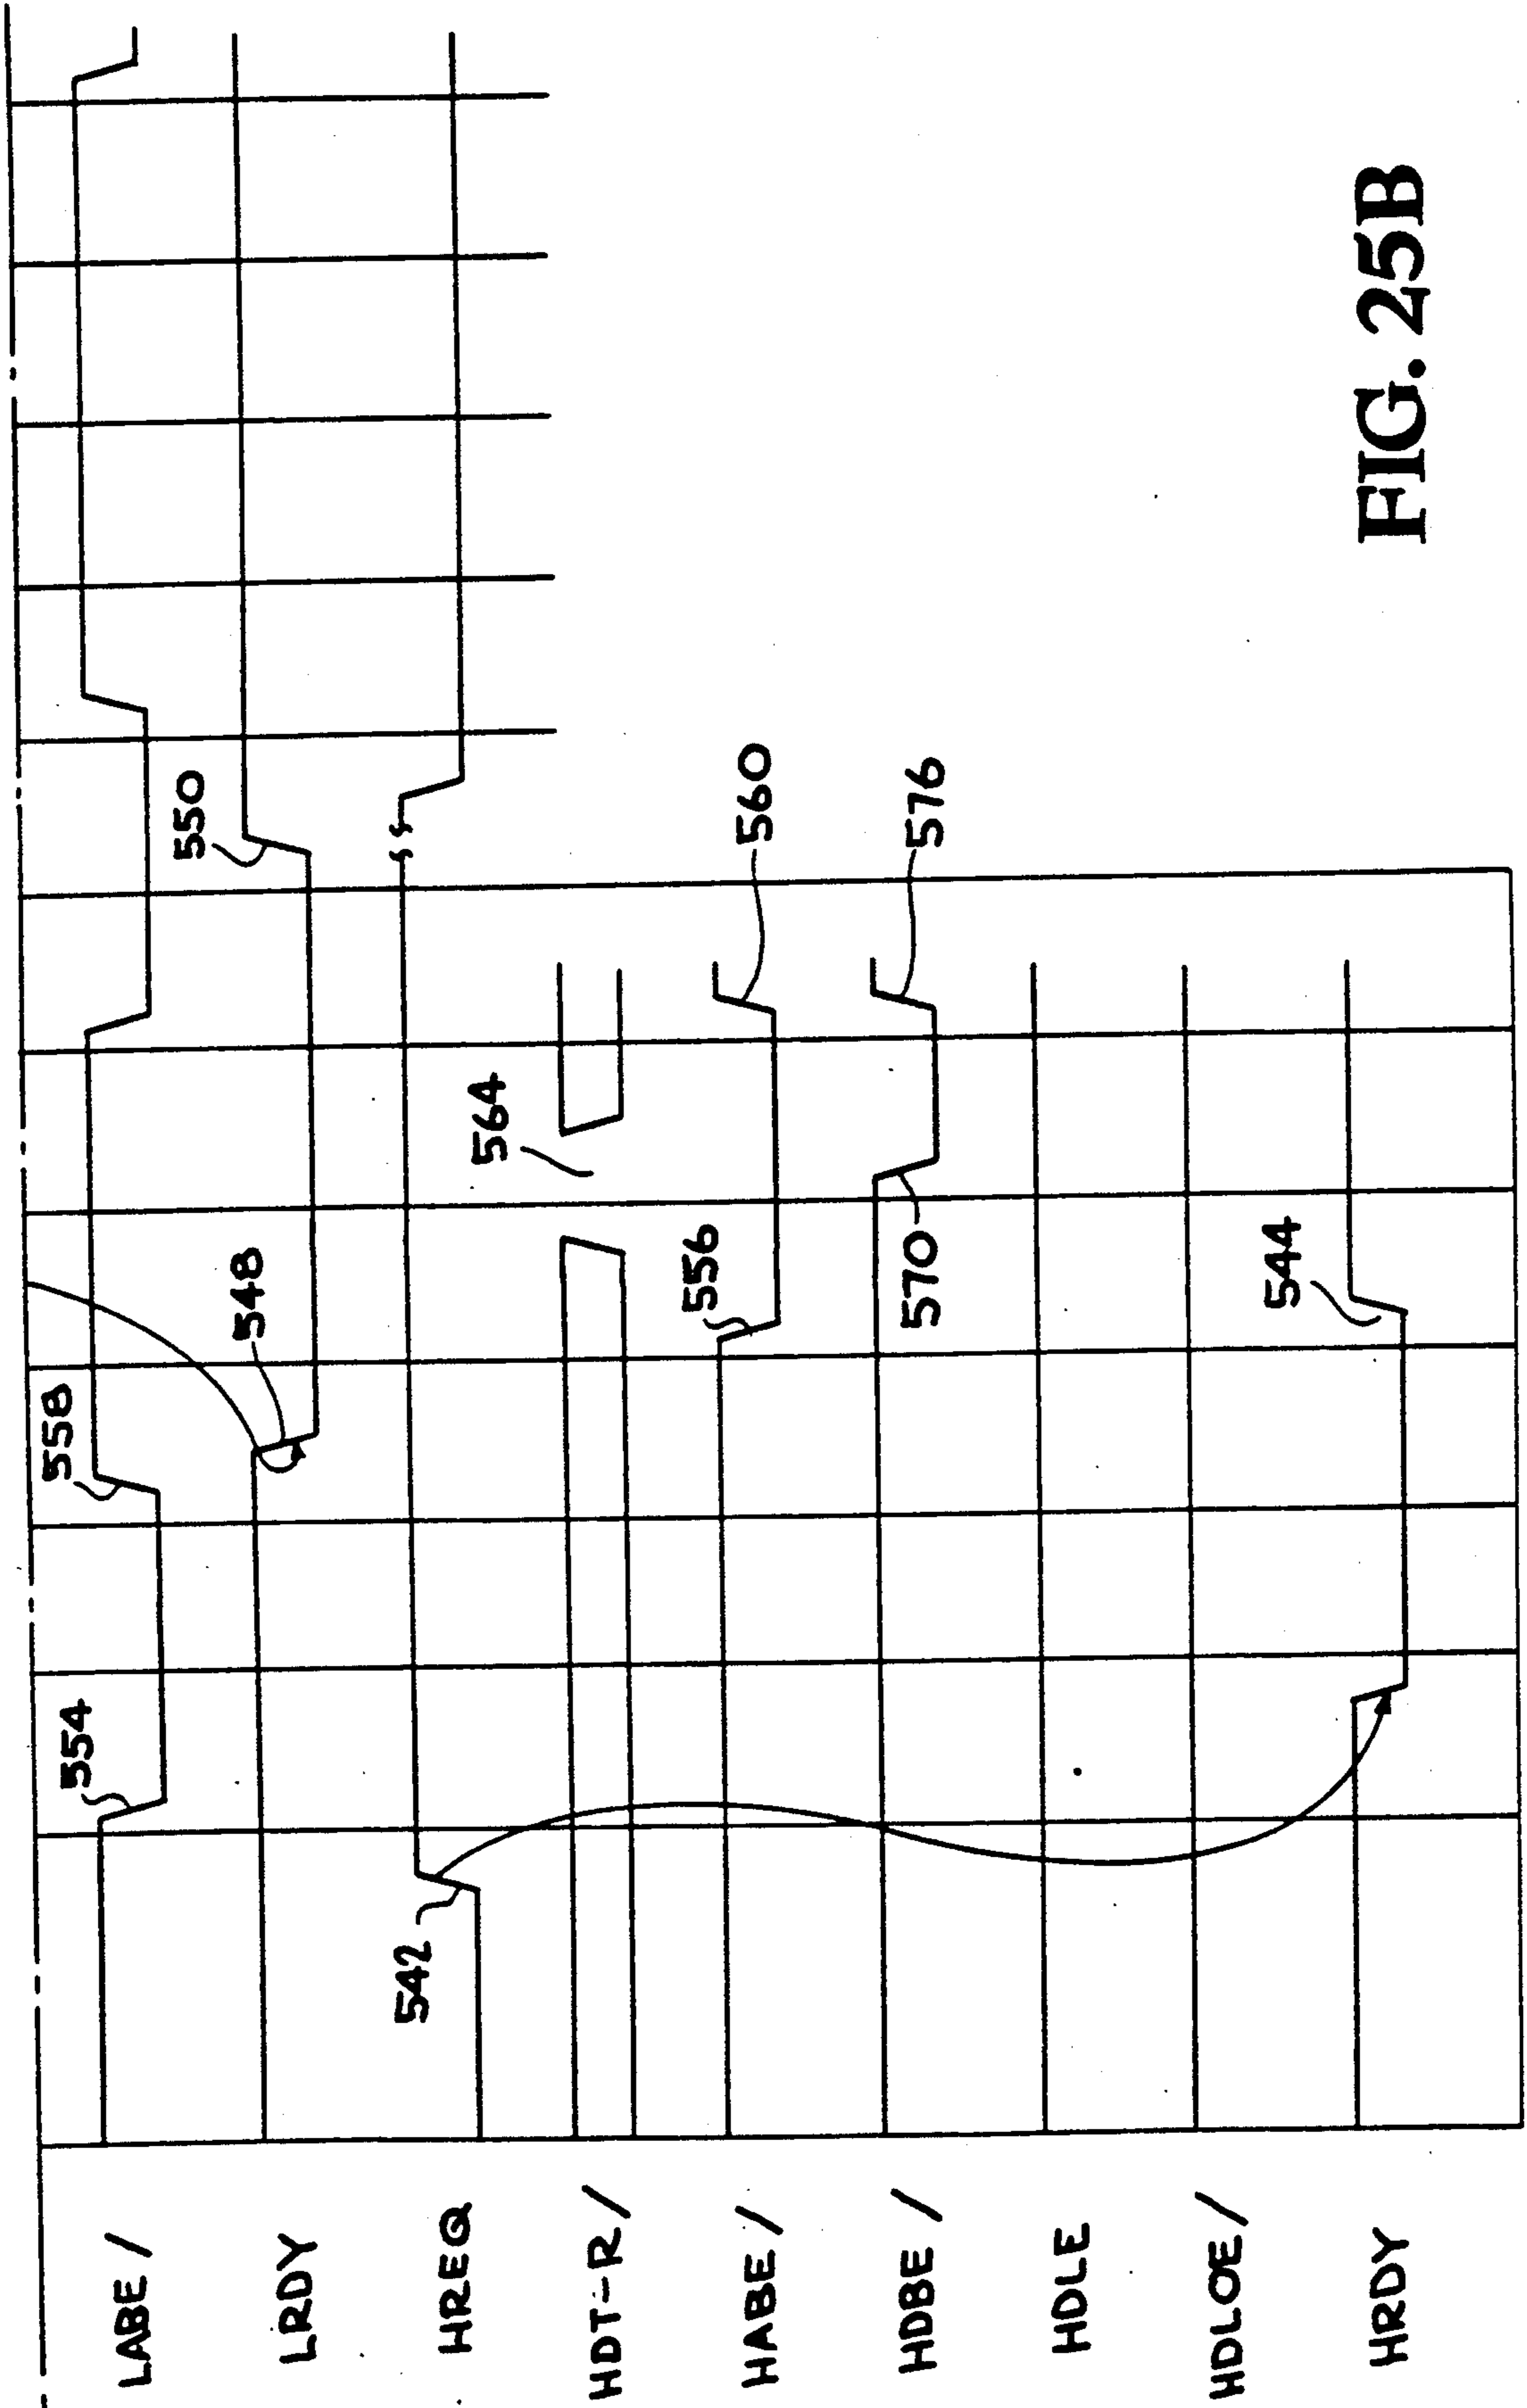 LABE /
554
558
LRDY
548
550
HREQ
542
HDT-R/
564
HABE /
556
560
HDBE /
570
576
HDLE
HDLOE/
HRDY
544
FIG. 25B